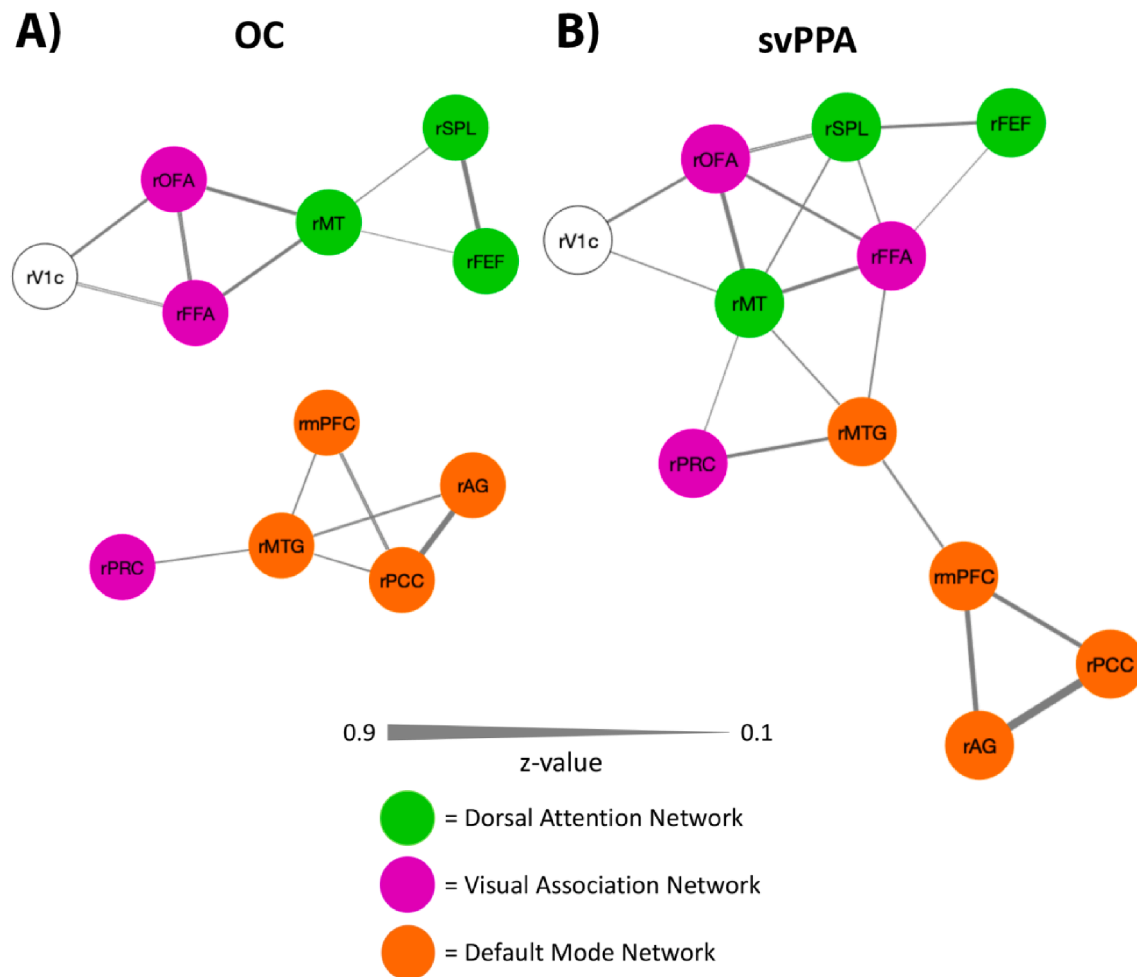 A)
OC
rSPL
rOFA
rMT
rV1c
rFEF
rFFA
rmPFC
rAG
rMTG
rPRC
rPCC
B)
svPPA
rSPL
rFEF
rOFA
rV1c
rFFA
rMT
rMTG
rPRC
rmPFC
rPCC
rAG
0.9
0.1
z-value
= Dorsal Attention Network
= Visual Association Network
= Default Mode Network